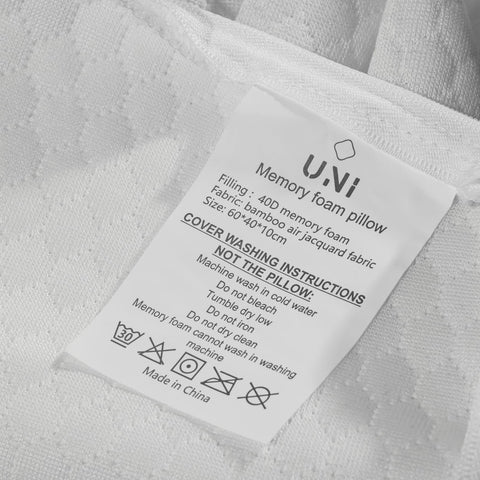 U.Ni
Memory foam pillow
Filling : 40D memory foam
Fabric: bamboo air jacquard fabric
Size: 60*40*10cm
COVER WASHING INSTRUCTIONS
NOT THE PILLOW:
Machine wash in cold water
Do not bleach
Tumble dry low
Do not iron
Do not dry clean
Memory foam cannot wash in washing
machine
30
Made in China